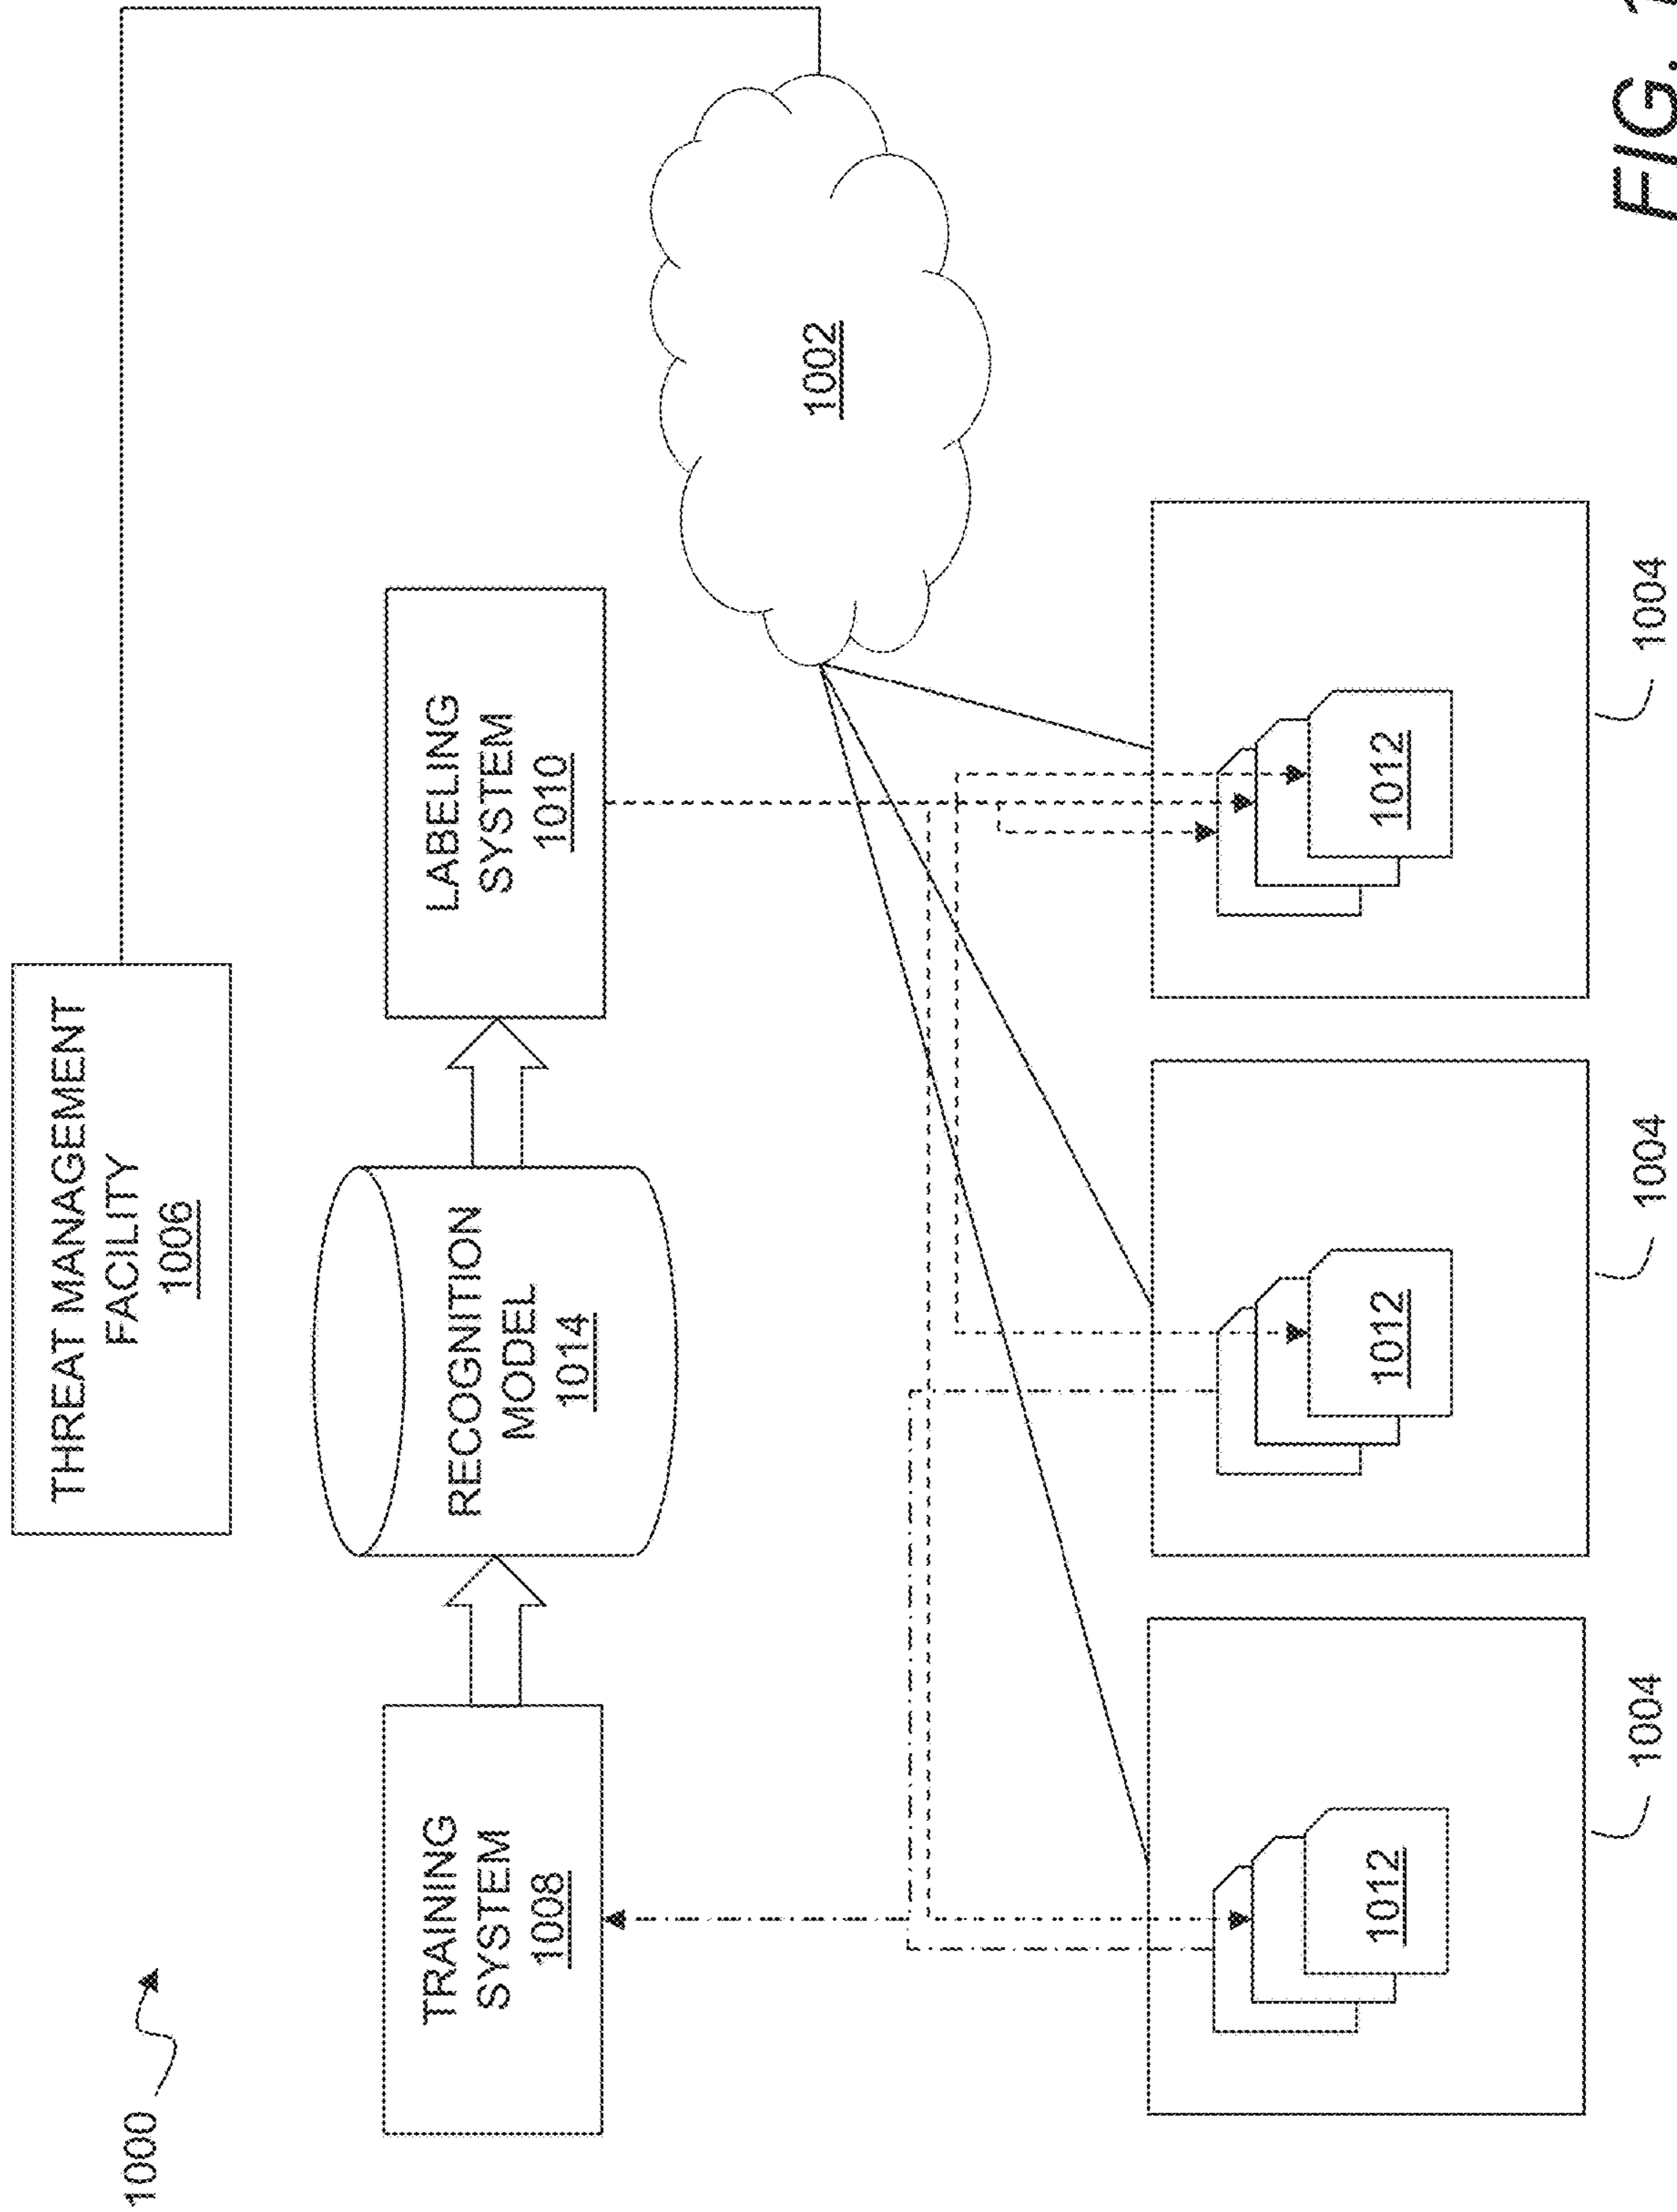 1000
THREAT MANAGEMENT
FACILITY
1006
TRAINING
SYSTEM
1008
RECOGNITION
MODEL
1014
LABELING
SYSTEM
1010
1002
1012
1012
1012
1004
1004
1004
FIG.